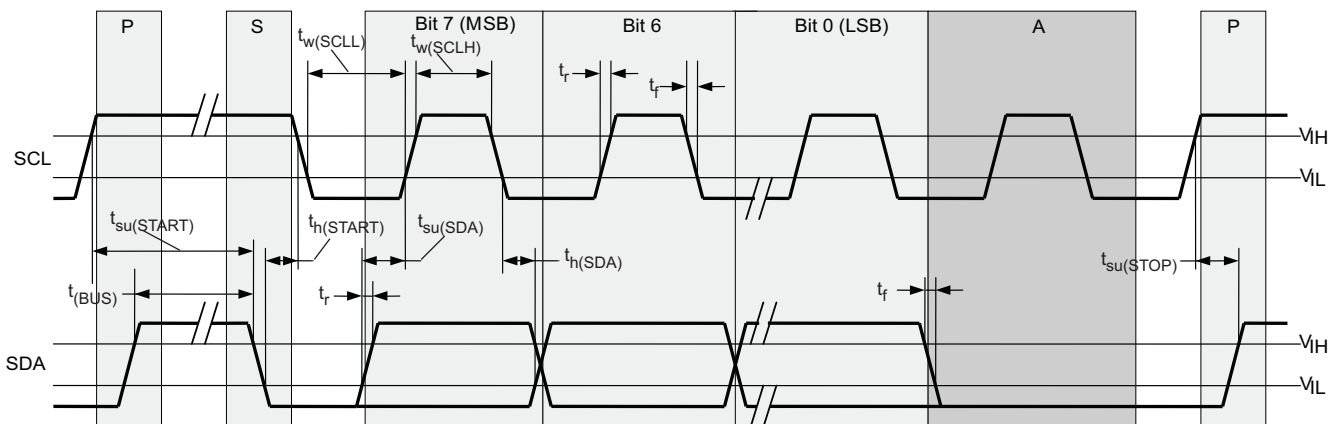 P S Bit 7 (MSB) Bit 6 Bit 0 (LSB) A P
tw(SCLL) tw(SCLH) tr tf
SCL VIH
VIL
tsu(START) th(START) tsu(SDA) th(SDA) tsu(STOP)
t(BUS) tr tf
SDA VIH
VIL